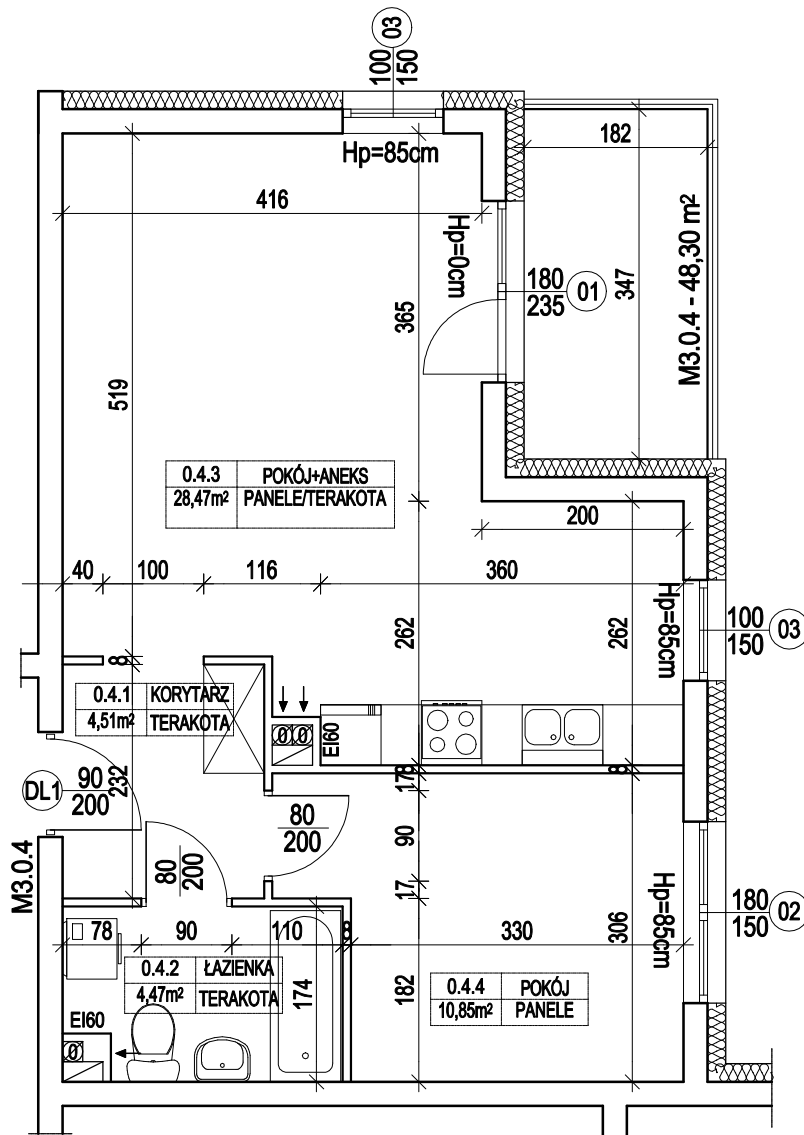 03
100
150
Hp=85cm
182
416
Hp=0cm
180
235
01
347
M3.0.4 - 48,30 m²
365
519
0.4.3 POKÓJ+ANEKS
28,47m² PANELE/TERAKOTA
200
40 100 116 360
Hp=85cm
100
150
03
262
262
8
0.4.1 KORYTARZ
4,51m² TERAKOTA
EI60
8
8
17
DL1
90
200
232
80
200
90
80
200
17
M3.0.4
Hp=85cm
180
150
02
78 90 110 8 330
306
0.4.2 ŁAZIENKA
4,47m² TERAKOTA
174
182
0.4.4 POKÓJ
10,85m² PANELE
EI60